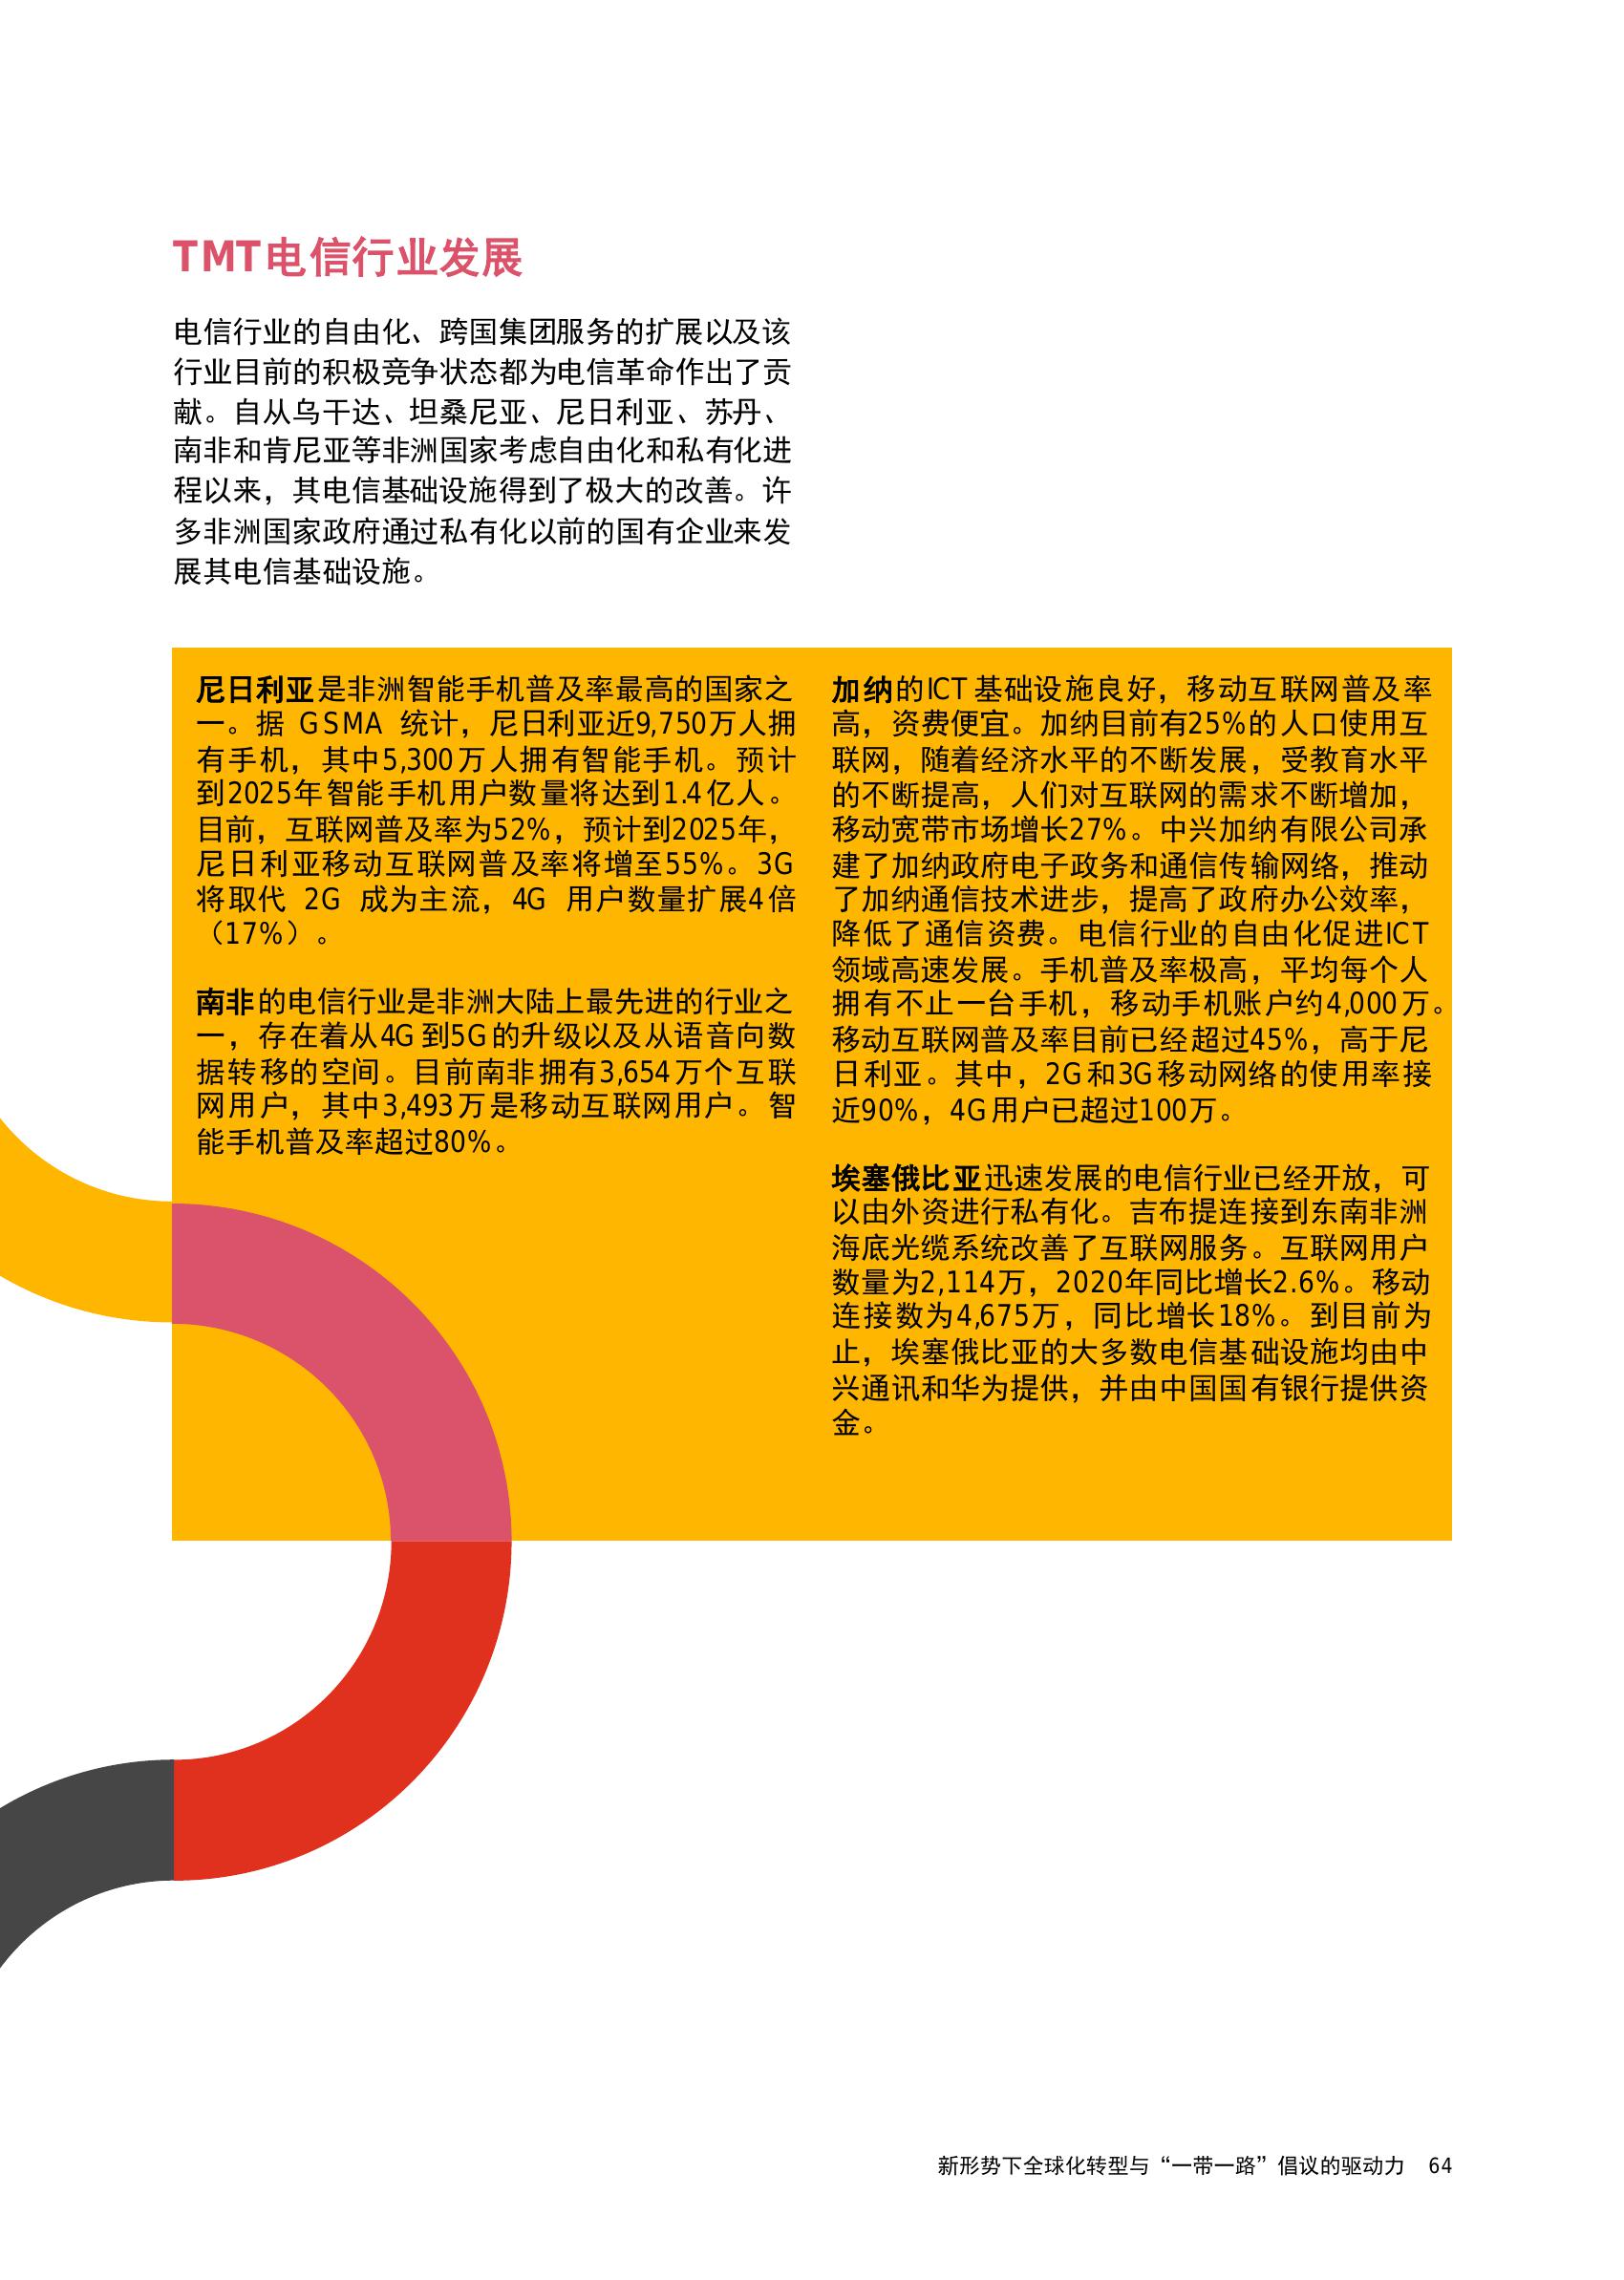 TMT电信行业发展
电信行业的自由化、跨国集团服务的扩展以及该
行业目前的积极竞争状态都为电信革命作出了贡
献。自从乌干达、坦桑尼亚、尼日利亚、苏丹、
南非和肯尼亚等非洲国家考虑自由化和私有化进
程以来，其电信基础设施得到了极大的改善。许
多非洲国家政府通过私有化以前的国有企业来发
展其电信基础设施。
尼日利亚是非洲智能手机普及率最高的国家之
一。据 GSMA 统计，尼日利亚近9,750万人拥
有手机，其中5,300万人拥有智能手机。预计
到2025年智能手机用户数量将达到1.4亿人。
目前，互联网普及率为52%，预计到2025年，
尼日利亚移动互联网普及率将增至55%。3G
将取代 2G 成为主流，4G 用户数量扩展4倍
（17%）。
南非的电信行业是非洲大陆上最先进的行业之
一，存在着从4G到5G的升级以及从语音向数
据转移的空间。目前南非拥有3,654万个互联
网用户，其中3,493万是移动互联网用户。智
能手机普及率超过80%。
加纳的ICT基础设施良好，移动互联网普及率
高，资费便宜。加纳目前有25%的人口使用互
联网，随着经济水平的不断发展，受教育水平
的不断提高，人们对互联网的需求不断增加，
移动宽带市场增长27%。中兴加纳有限公司承
建了加纳政府电子政务和通信传输网络，推动
了加纳通信技术进步，提高了政府办公效率，
降低了通信资费。电信行业的自由化促进ICT
领域高速发展。手机普及率极高，平均每个人
拥有不止一台手机，移动手机账户约4,000万。
移动互联网普及率目前已经超过45%，高于尼
日利亚。其中，2G和3G移动网络的使用率接
近90%，4G用户已超过100万。
埃塞俄比亚迅速发展的电信行业已经开放，可
以由外资进行私有化。吉布提连接到东南非洲
海底光缆系统改善了互联网服务。互联网用户
数量为2,114万，2020年同比增长2.6%。移动
连接数为4,675万，同比增长18%。到目前为
止，埃塞俄比亚的大多数电信基础设施均由中
兴通讯和华为提供，并由中国国有银行提供资
金。
新形势下全球化转型与“一带一路”倡议的驱动力 64